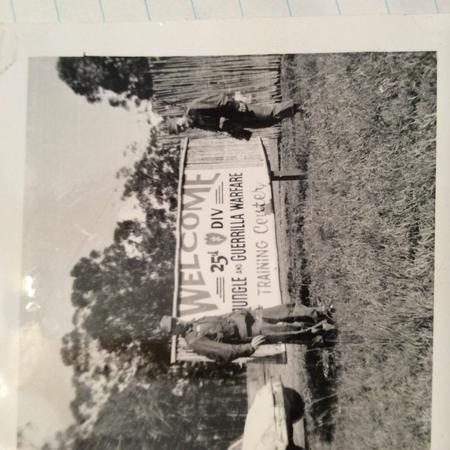 WELCOME
25th DIV
JUNGLE AND GUERRILLA WARFARE
TRAINING Center